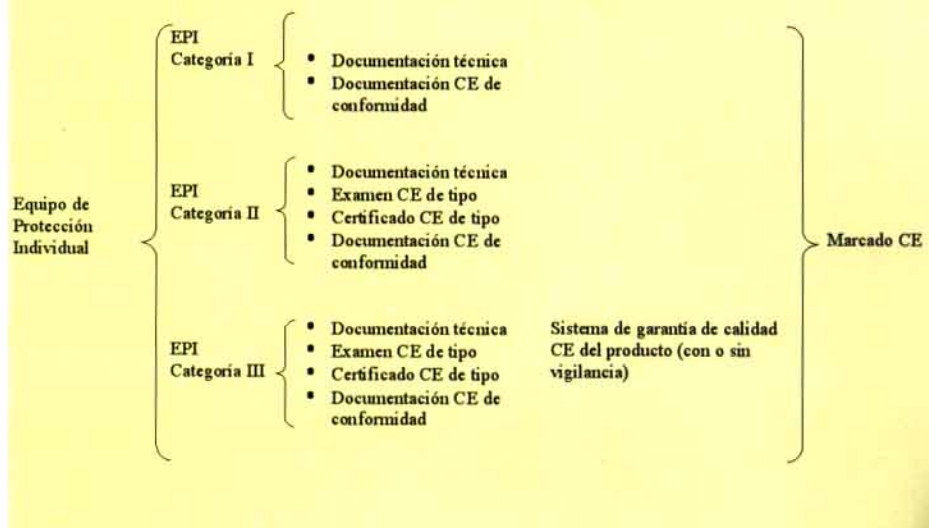 Equipo de
Protección
Individual
EPI
Categoría I
▪ Documentación técnica
▪ Documentación CE de
conformidad
EPI
Categoría II
▪ Documentación técnica
▪ Examen CE de tipo
▪ Certificado CE de tipo
▪ Documentación CE de
conformidad
EPI
Categoría III
▪ Documentación técnica
▪ Examen CE de tipo
▪ Certificado CE de tipo
▪ Documentación CE de
conformidad
Sistema de garantía de calidad
CE del producto (con o sin
vigilancia)
Marcado CE